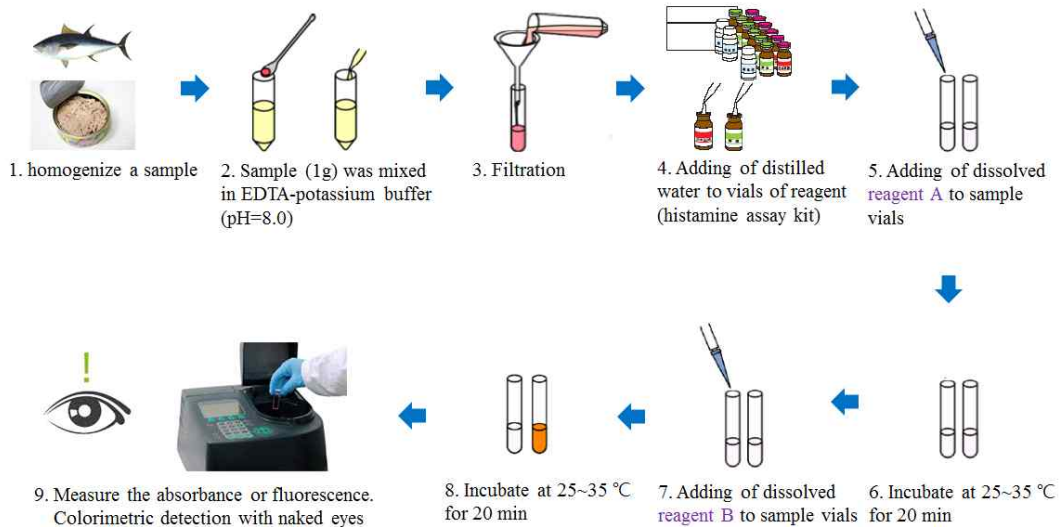 1. homogenize a sample
2. Sample (1g) was mixed
in EDTA-potassium buffer
(pH=8.0)
3. Filtration
4. Adding of distilled
water to vials of reagent
(histamine assay kit)
5. Adding of dissolved
reagent A to sample
vials
6. Incubate at 25~35 ℃
for 20 min
7. Adding of dissolved
reagent B to sample vials
8. Incubate at 25~35 ℃
for 20 min
!
9. Measure the absorbance or fluorescence.
Colorimetric detection with naked eyes